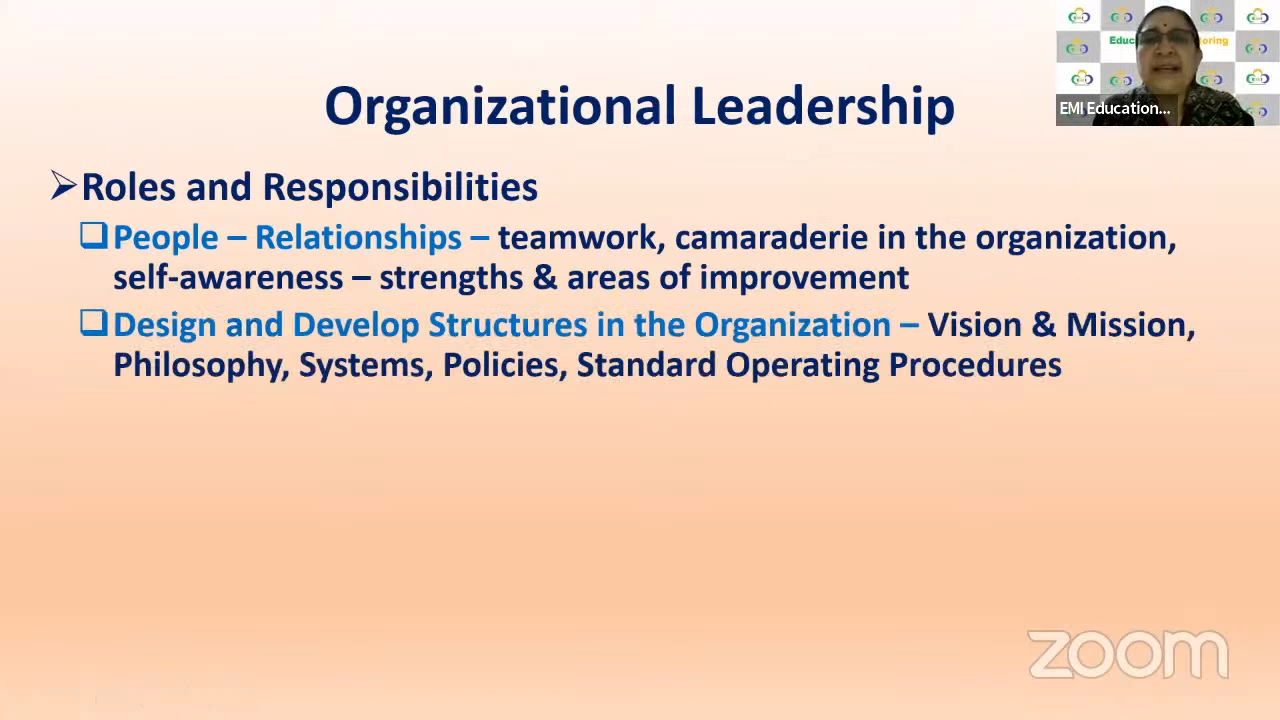 Organizational Leadership
Roles and Responsibilities
People – Relationships – teamwork, camaraderie in the organization,
self-awareness – strengths & areas of improvement
Design and Develop Structures in the Organization – Vision & Mission,
Philosophy, Systems, Policies, Standard Operating Procedures
EMI Education...
zoom